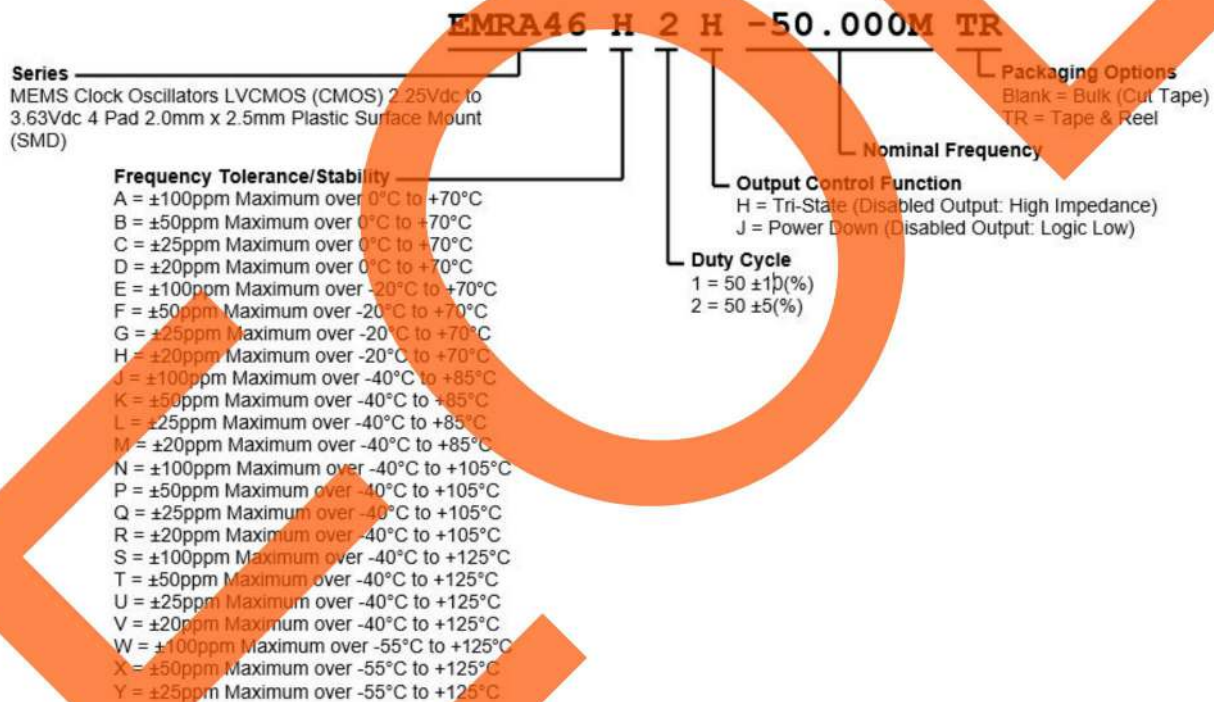 EMRA46 H 2 H -50.000M TR
Series
MEMS Clock Oscillators LVCMOS (CMOS) 2.25Vdc to
3.63Vdc 4 Pad 2.0mm x 2.5mm Plastic Surface Mount
(SMD)
Packaging Options
Blank = Bulk (Cut Tape)
TR = Tape & Reel
Nominal Frequency
Output Control Function
H = Tri-State (Disabled Output: High Impedance)
J = Power Down (Disabled Output: Logic Low)
Duty Cycle
1 = 50 ±10(%)
2 = 50 ±5(%)
Frequency Tolerance/Stability
A = ±100ppm Maximum over 0°C to +70°C
B = ±50ppm Maximum over 0°C to +70°C
C = ±25ppm Maximum over 0°C to +70°C
D = ±20ppm Maximum over 0°C to +70°C
E = ±100ppm Maximum over -20°C to +70°C
F = ±50ppm Maximum over -20°C to +70°C
G = ±25ppm Maximum over -20°C to +70°C
H = ±20ppm Maximum over -20°C to +70°C
J = ±100ppm Maximum over -40°C to +85°C
K = ±50ppm Maximum over -40°C to +85°C
L = ±25ppm Maximum over -40°C to +85°C
M = ±20ppm Maximum over -40°C to +85°C
N = ±100ppm Maximum over -40°C to +105°C
P = ±50ppm Maximum over -40°C to +105°C
Q = ±25ppm Maximum over -40°C to +105°C
R = ±20ppm Maximum over -40°C to +105°C
S = ±100ppm Maximum over -40°C to +125°C
T = ±50ppm Maximum over -40°C to +125°C
U = ±25ppm Maximum over -40°C to +125°C
V = ±20ppm Maximum over -40°C to +125°C
W = ±100ppm Maximum over -55°C to +125°C
X = ±50ppm Maximum over -55°C to +125°C
Y = ±25ppm Maximum over -55°C to +125°C